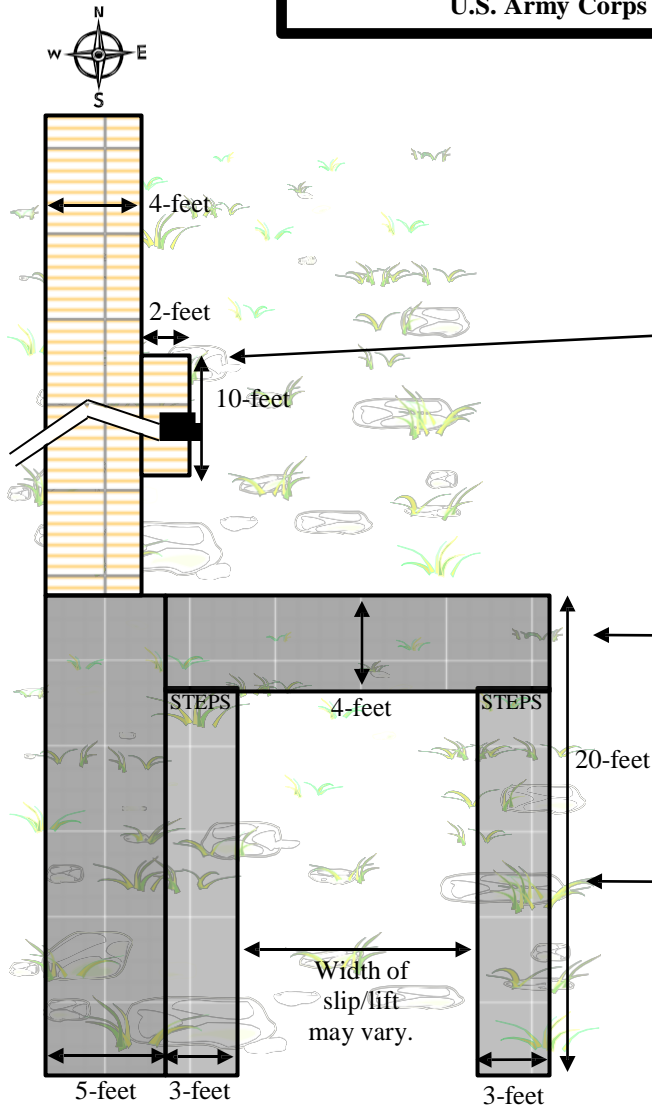 U.S. Army Corps
N
W
E
S
4-feet
2-feet
10-feet
STEPS
STEPS
4-feet
20-feet
Width of
slip/lift
may vary.
5-feet
3-feet
3-feet